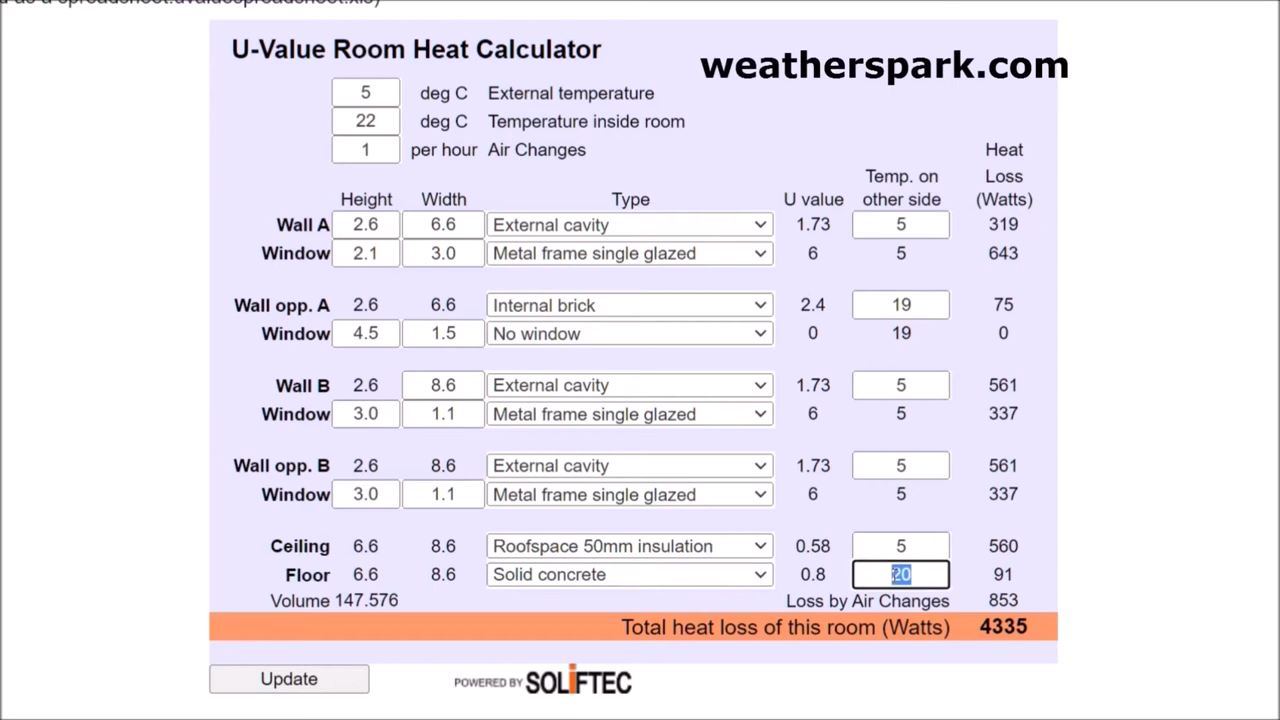 U-Value Room Heat Calculator
weatherspark.com
5 deg C External temperature
22 deg C Temperature inside room
1 per hour Air Changes
Heat
Loss
(Watts)
Temp. on
other side
Height Width Type U value
Wall A 2.6 6.6 External cavity 1.73 5 319
Window 2.1 3.0 Metal frame single glazed 6 5 643
Wall opp. A 2.6 6.6 Internal brick 2.4 19 75
Window 4.5 1.5 No window 0 19 0
Wall B 2.6 8.6 External cavity 1.73 5 561
Window 3.0 1.1 Metal frame single glazed 6 5 337
Wall opp. B 2.6 8.6 External cavity 1.73 5 561
Window 3.0 1.1 Metal frame single glazed 6 5 337
Ceiling 6.6 8.6 Roofspace 50mm insulation 0.58 5 560
Floor 6.6 8.6 Solid concrete 0.8 20 91
Volume 147.576 Loss by Air Changes 853
Total heat loss of this room (Watts) 4335
Update
POWERED BY SOLiFTEC